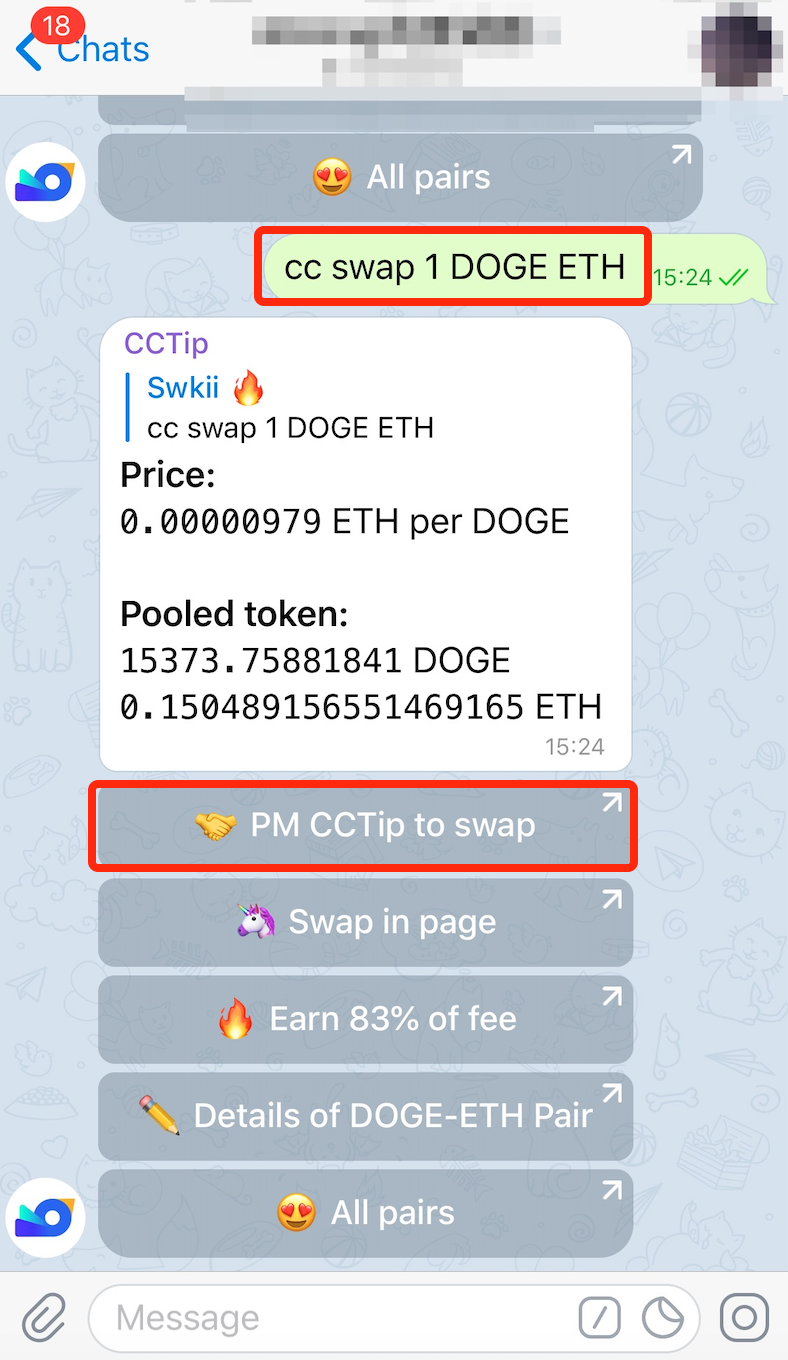 18
Chats
😍 All pairs
cc swap 1 DOGE ETH
15:24
CCTip
Swkii 🔥
cc swap 1 DOGE ETH
Price:
0.00000979 ETH per DOGE
Pooled token:
15373.75881841 DOGE
0.150489156551469165 ETH
15:24
🤝 PM CCTip to swap
🦄 Swap in page
🔥 Earn 83% of fee
✏️ Details of DOGE-ETH Pair
😍 All pairs
Message